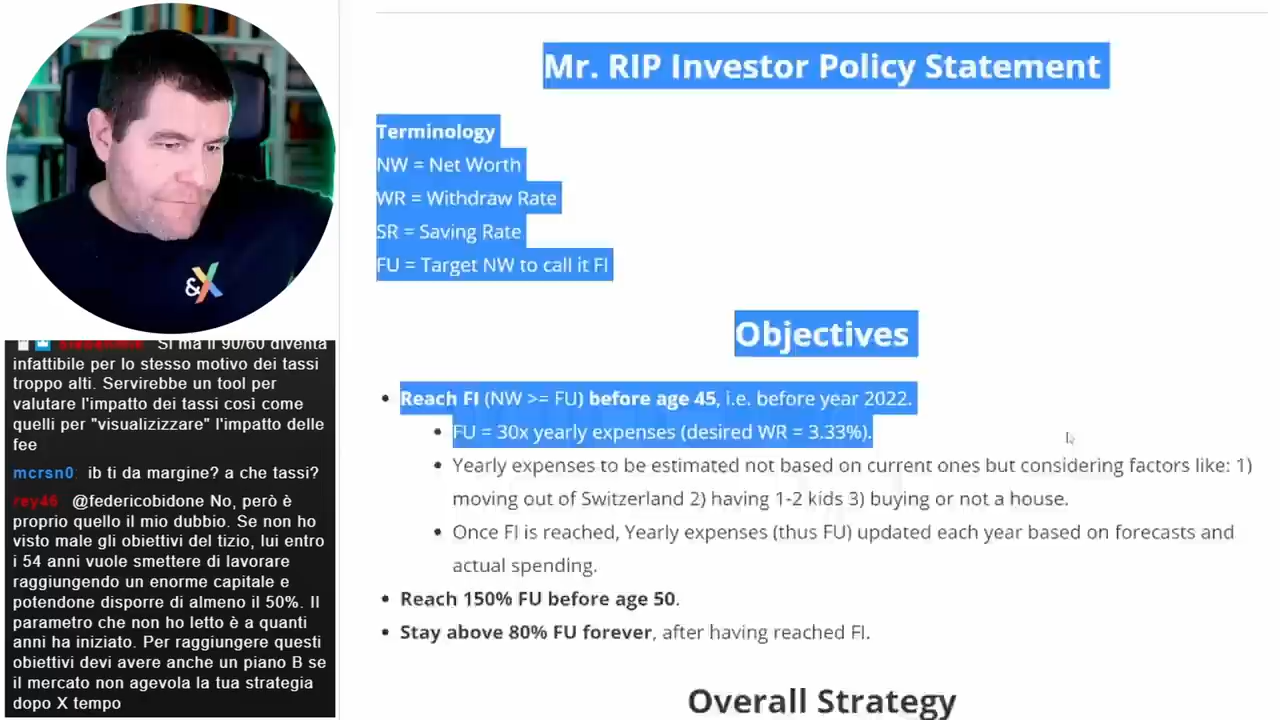 Mr. RIP Investor Policy Statement
Terminology
NW = Net Worth
WR = Withdraw Rate
SR = Saving Rate
FU = Target NW to call it FI
Objectives
Reach FI (NW >= FU) before age 45, i.e. before year 2022.
FU = 30x yearly expenses (desired WR = 3.33%).
Yearly expenses to be estimated not based on current ones but considering factors like: 1)
moving out of Switzerland 2) having 1-2 kids 3) buying or not a house.
Once FI is reached, Yearly expenses (thus FU) updated each year based on forecasts and
actual spending.
Reach 150% FU before age 50.
Stay above 80% FU forever, after having reached FI.
Overall Strategy
&X
Si ma il 90/60 diventa
infattibile per lo stesso motivo dei tassi
troppo alti. Servirebbe un tool per
valutare l'impatto dei tassi così come
quelli per "visualizzare" l'impatto delle
fee
mcrsn0: ib ti da margine? a che tassi?
rey46 @federicobidone No, però è
proprio quello il mio dubbio. Se non ho
visto male gli obiettivi del tizio, lui entro
i 54 anni vuole smettere di lavorare
raggiungendo un enorme capitale e
potendone disporre di almeno il 50%. Il
parametro che non ho letto è a quanti
anni ha iniziato. Per raggiungere questi
obiettivi devi avere anche un piano B se
il mercato non agevola la tua strategia
dopo X tempo